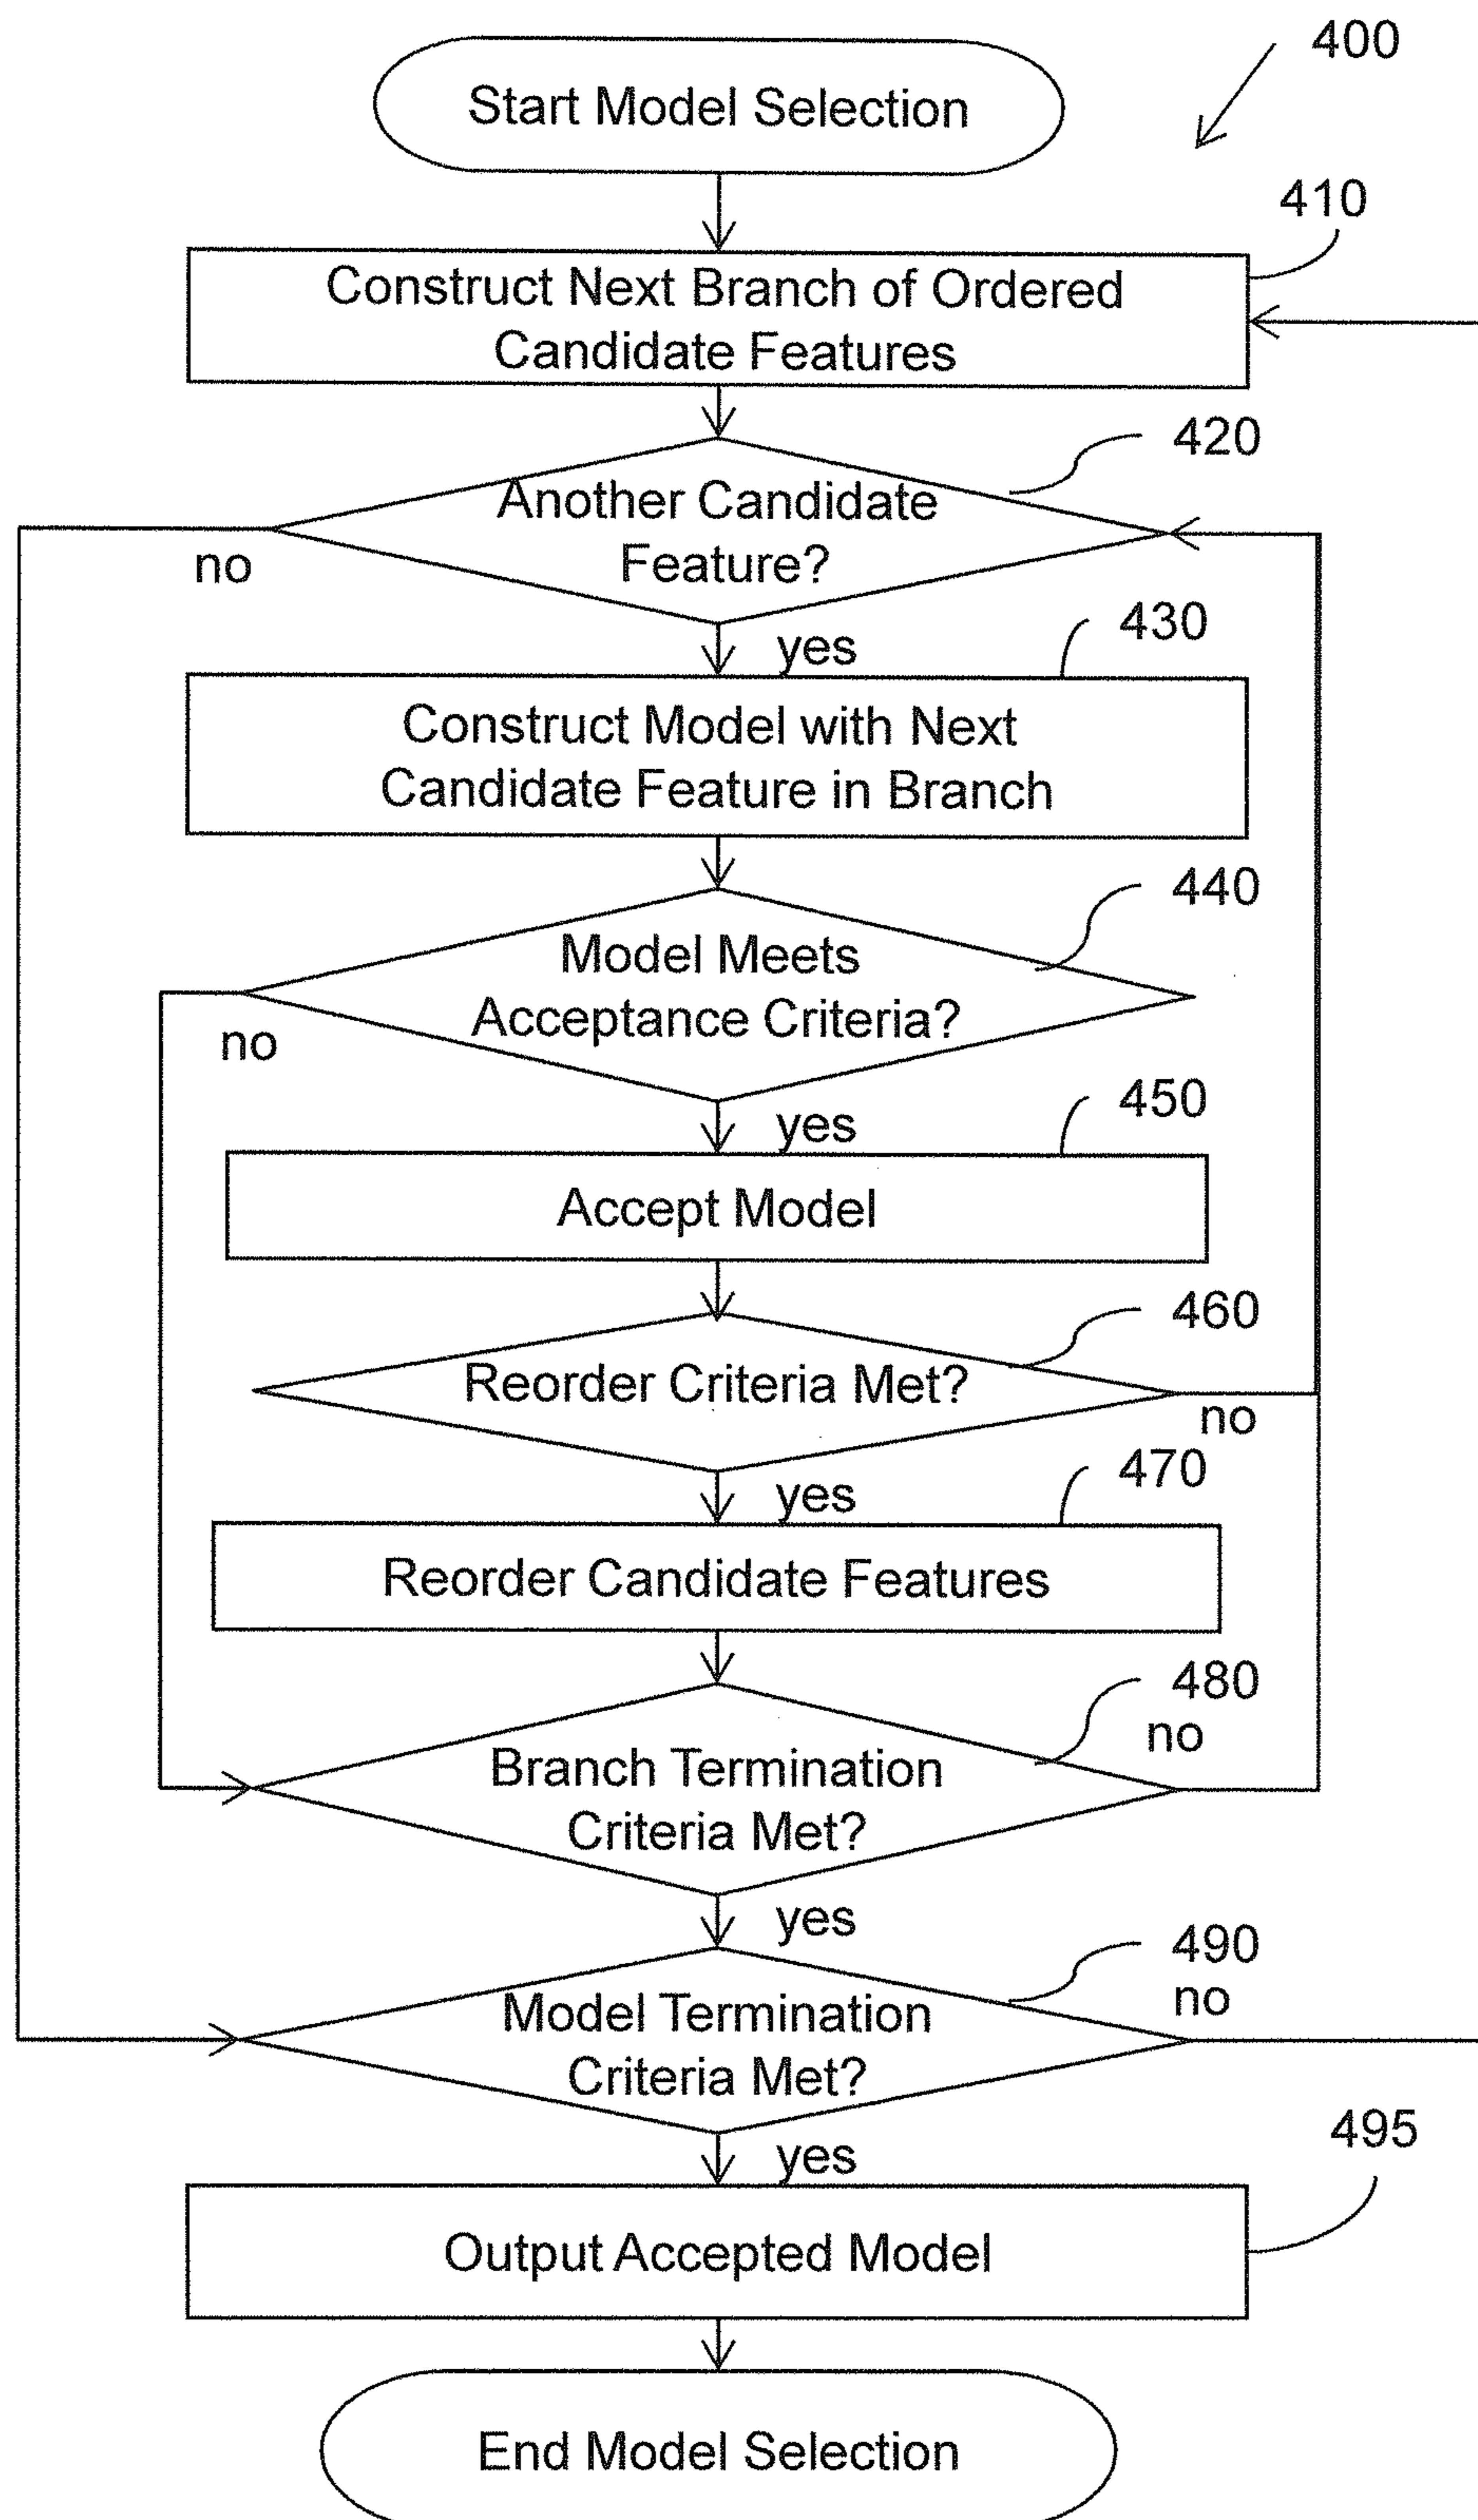 400
Start Model Selection
410
Construct Next Branch of Ordered
Candidate Features
420
Another Candidate
Feature?
no
yes
430
Construct Model with Next
Candidate Feature in Branch
440
Model Meets
Acceptance Criteria?
no
yes
450
Accept Model
460
Reorder Criteria Met?
no
yes
470
Reorder Candidate Features
480
no
Branch Termination
Criteria Met?
yes
490
no
Model Termination
Criteria Met?
yes
495
Output Accepted Model
End Model Selection